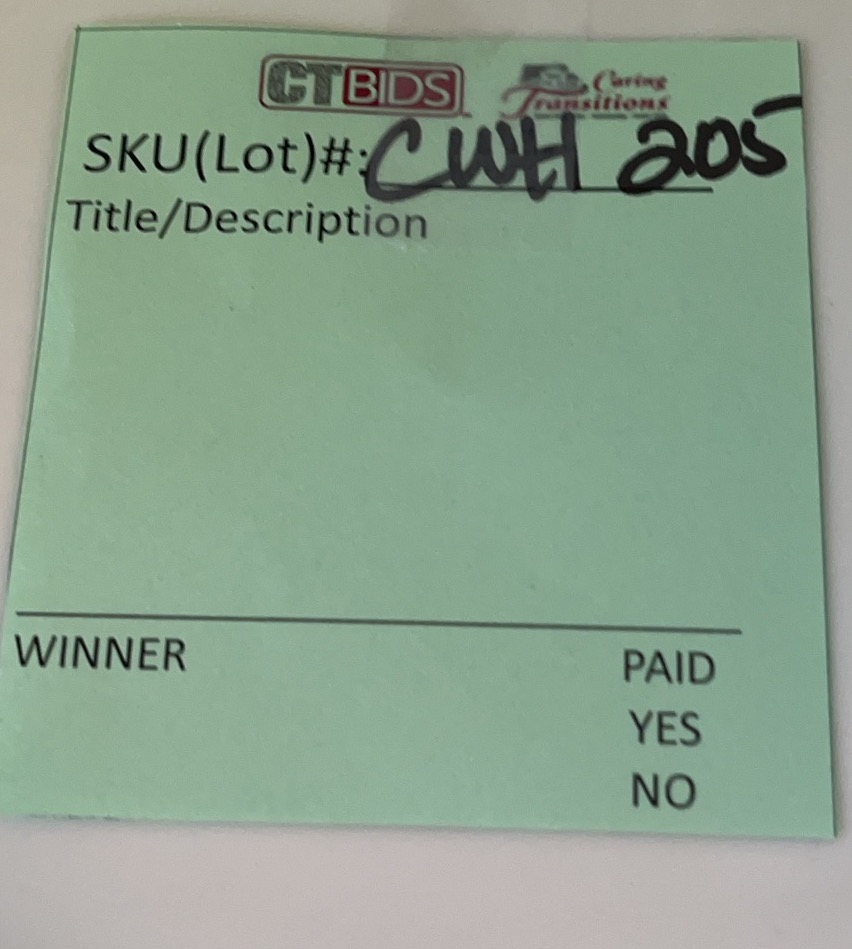 CTBIDS Caring Transitions
SKU(Lot)#: CWH 205
Title/Description
WINNER PAID
YES
NO